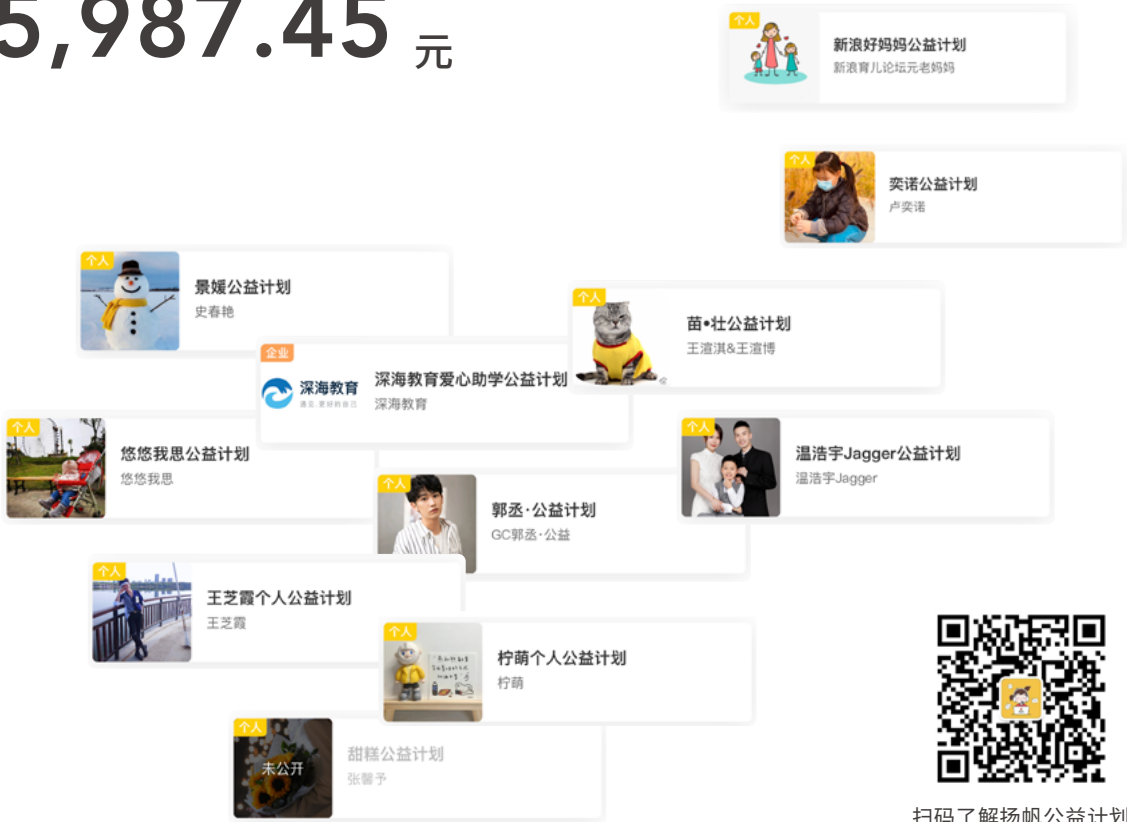 5,987.45 元
个人
新浪好妈妈公益计划
新浪育儿论坛元老妈妈
个人
奕诺公益计划
卢奕诺
个人
景媛公益计划
史春艳
个人
苗•壮公益计划
王渲淇&王渲博
企业
深海教育
遇见.更好的自己
深海教育爱心助学公益计划
深海教育
个人
悠悠我思公益计划
悠悠我思
个人
温浩宇Jagger公益计划
温浩宇Jagger
个人
郭丞·公益计划
GC郭丞·公益
个人
王芝霞个人公益计划
王芝霞
个人
柠萌个人公益计划
柠萌
个人
未公开
甜糕公益计划
张馨予
扫码了解扬帆公益计划